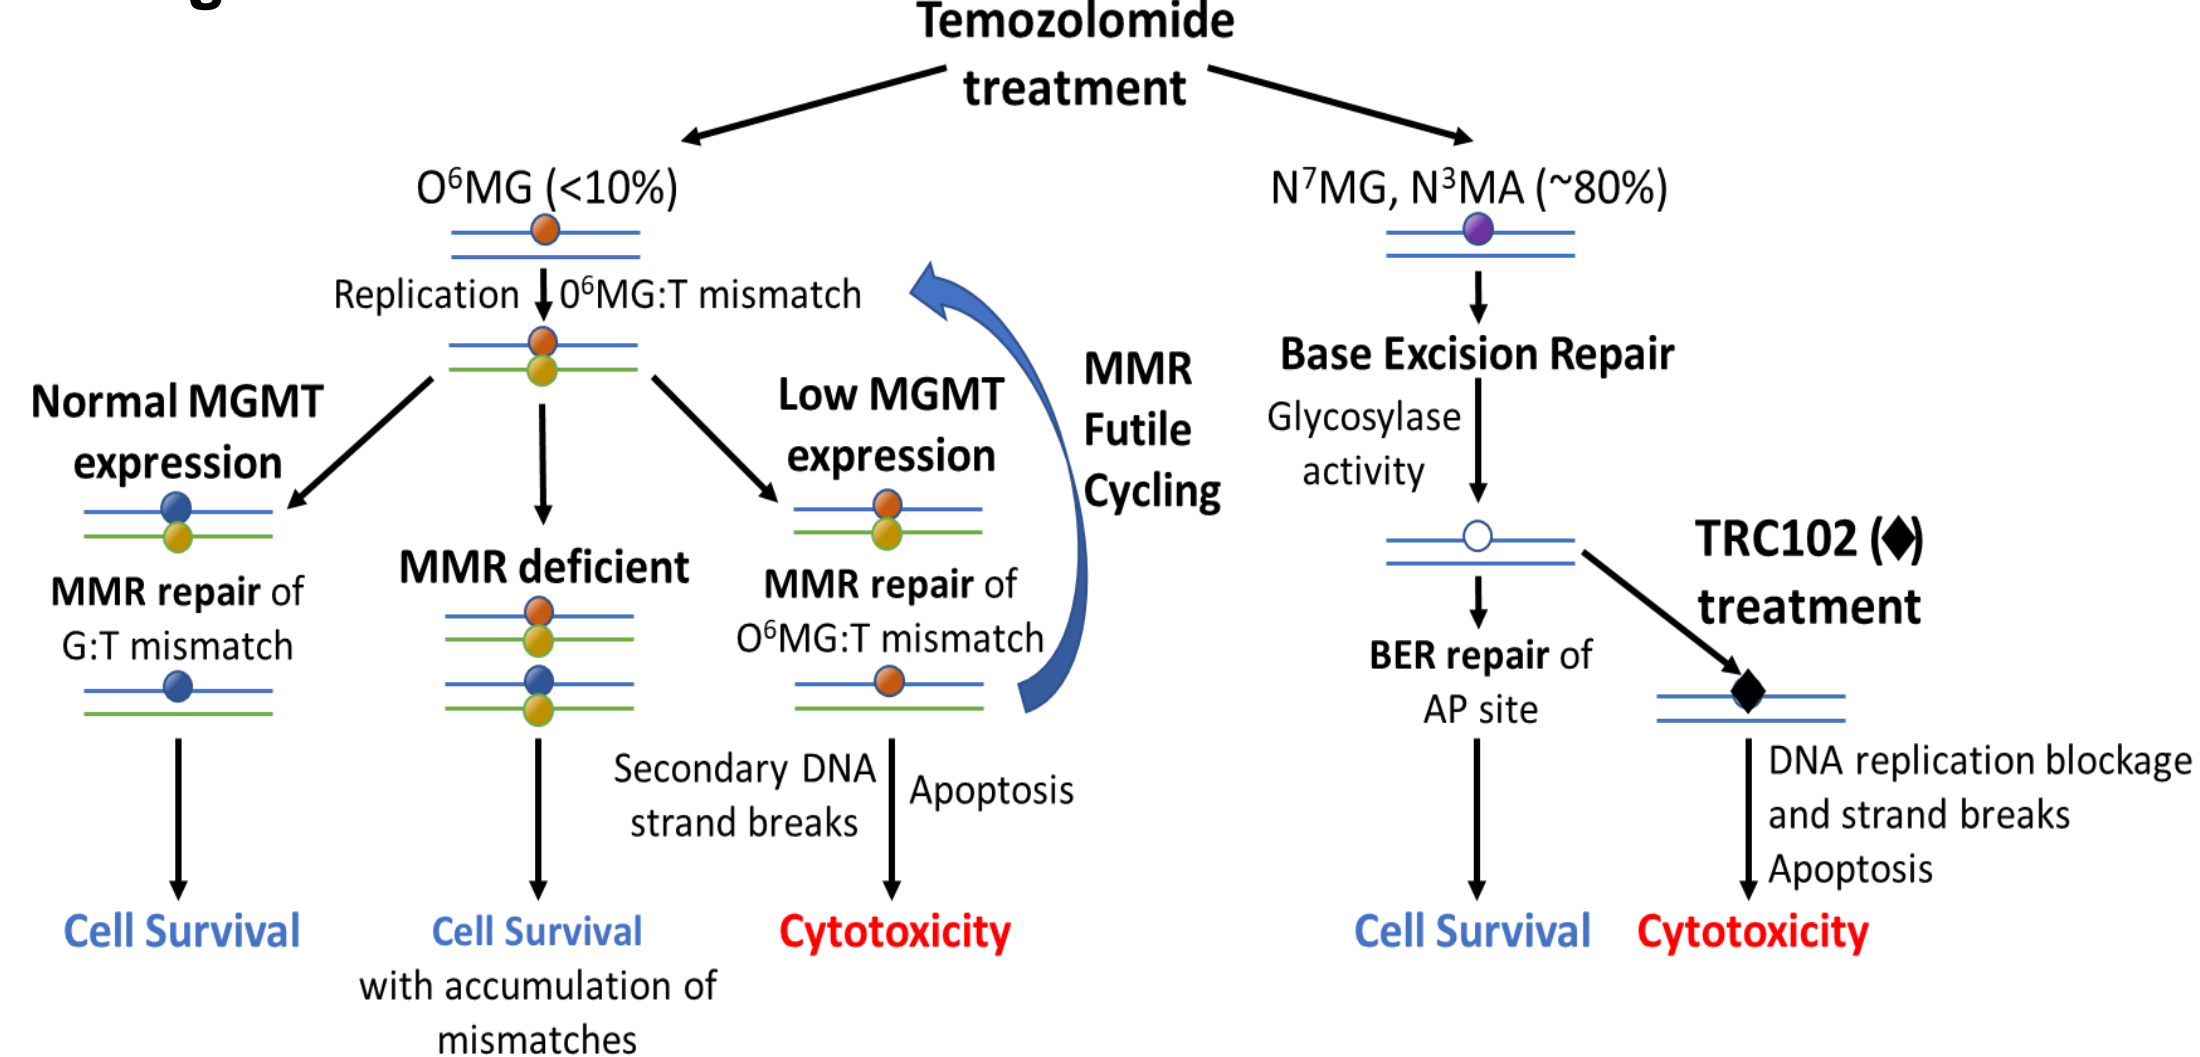 Temozolomide
treatment
O⁶MG (<10%)
N⁷MG, N³MA (~80%)
Replication
0⁶MG:T mismatch
Normal MGMT
expression
MMR repair of
G:T mismatch
Cell Survival
MMR deficient
Cell Survival
with accumulation of
mismatches
Low MGMT
expression
MMR repair of
O⁶MG:T mismatch
Secondary DNA
strand breaks
Apoptosis
Cytotoxicity
MMR
Futile
Cycling
Base Excision Repair
Glycosylase
activity
BER repair of
AP site
Cell Survival
TRC102 (♦)
treatment
DNA replication blockage
and strand breaks
Apoptosis
Cytotoxicity